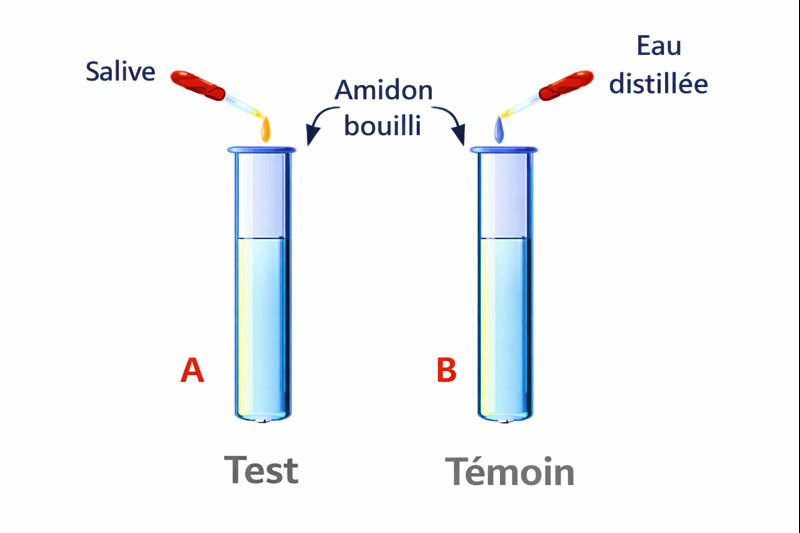 Salive
Amidon
bouilli
Eau
distillée
A
B
Test
Témoin